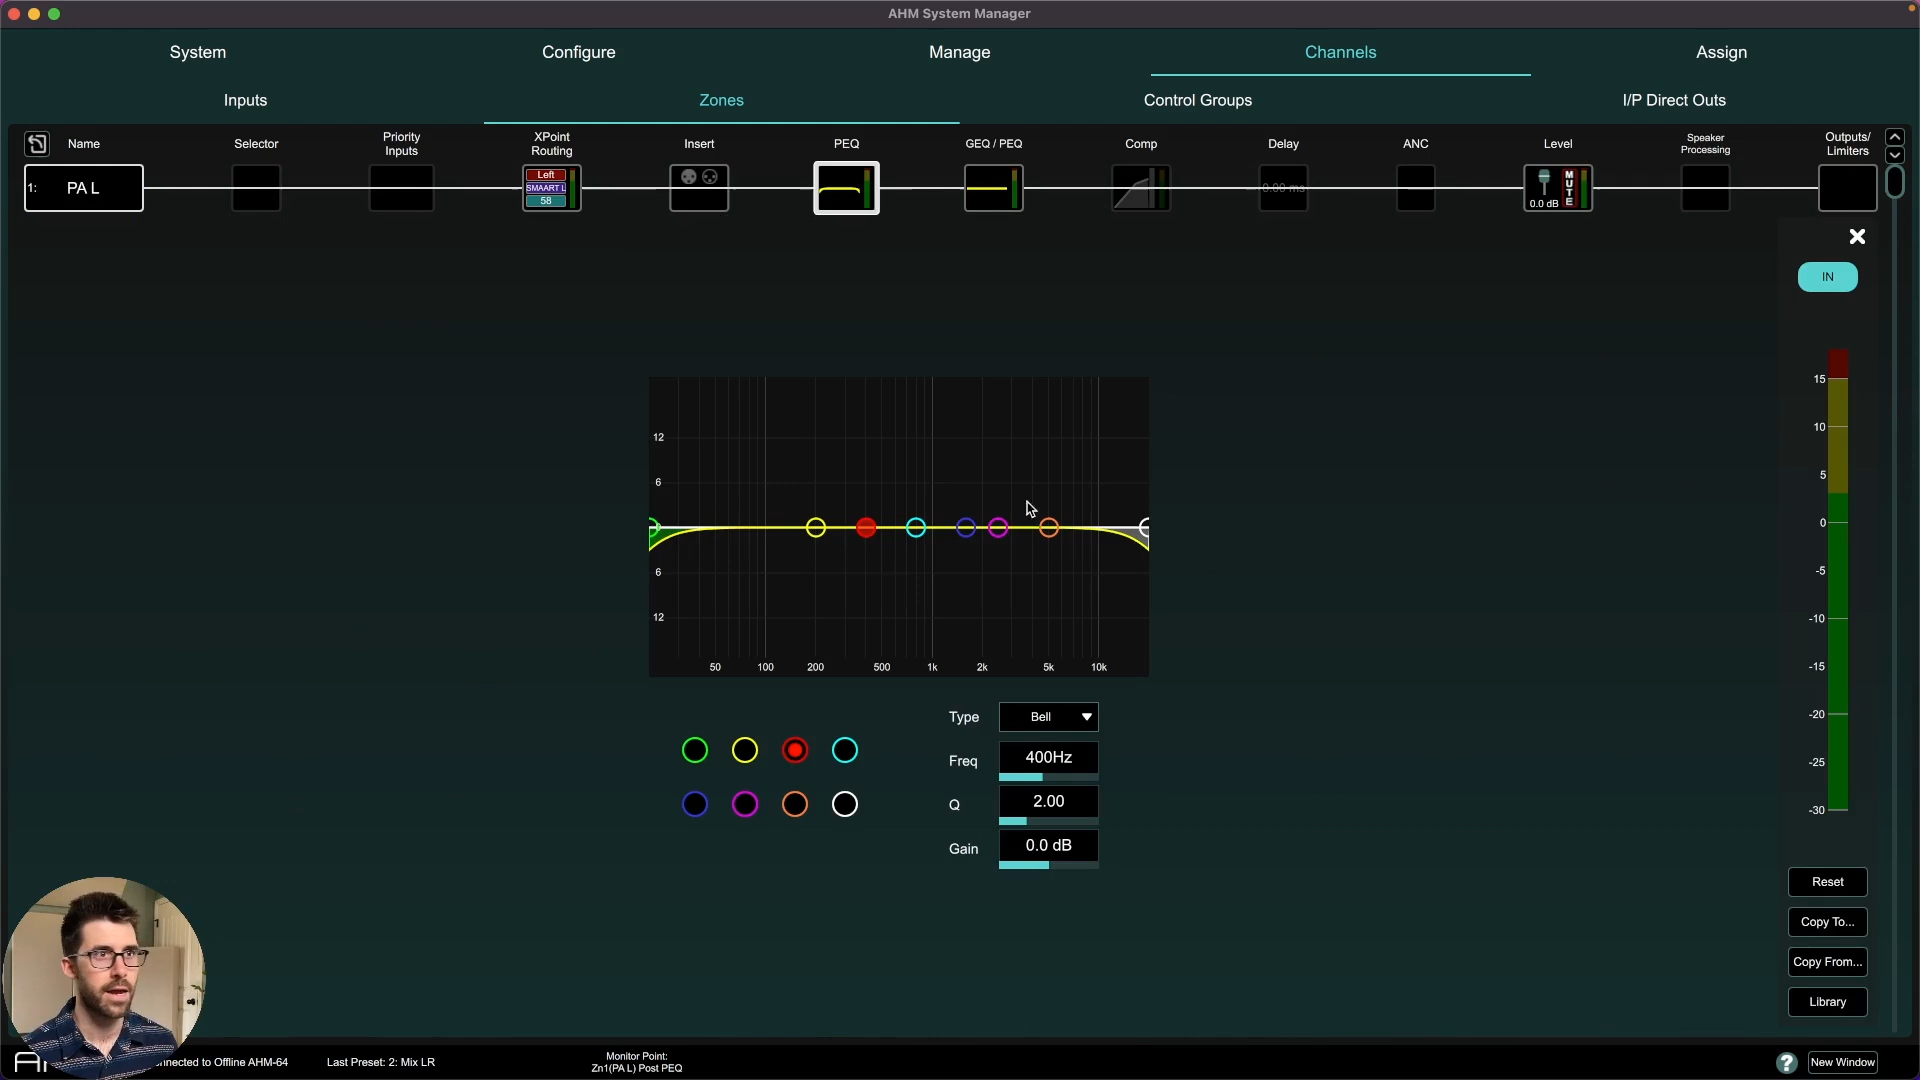 AHM System Manager
System
Configure
Manage
Channels
Assign
Inputs
Zones
Control Groups
I/P Direct Outs
Name
Selector
Priority
Inputs
XPoint
Routing
Insert
PEQ
GEQ / PEQ
Comp
Delay
ANC
Level
Speaker
Processing
Outputs/
Limiters
1:
PA L
Left
SMAART L
58
0.00 ms
0.0 dB
MUTE
IN
12
6
6
12
50
100
200
500
1k
2k
5k
10k
15
10
5
0
-5
-10
-15
-20
-25
-30
Type
Bell
Freq
400Hz
Q
2.00
Gain
0.0 dB
Reset
Copy To...
Copy From...
Library
nnected to Offline AHM-64
Last Preset: 2: Mix LR
Monitor Point:
Zn1(PA L) Post PEQ
?
New Window